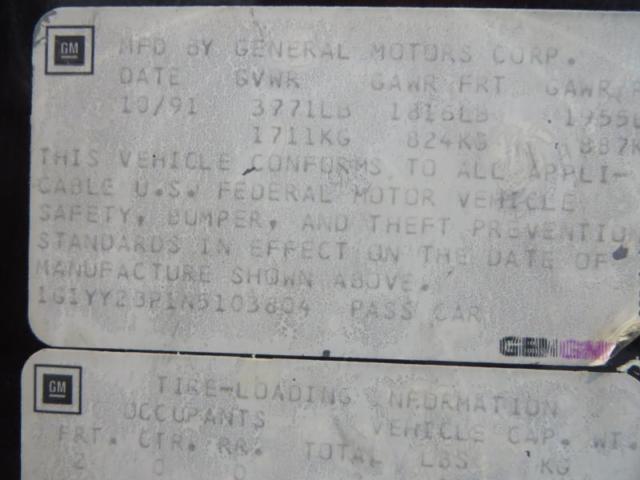 GM
MFD BY GENERAL MOTORS CORP.
DATE GVWR GAWR FRT GAWR
10/91 3771LB 1816LB 1955L
1711KG 824KG 887K
THIS VEHICLE CONFORMS TO ALL APPLI-
CABLE U.S. FEDERAL MOTOR VEHICLE
SAFETY, BUMPER, AND THEFT PREVENTIO
STANDARDS IN EFFECT ON THE DATE OF
MANUFACTURE SHOWN ABOVE.
1G1YY23P1N5103804 PASS CAR
GM
TIRE-LOADING INFORMATION
OCCUPANTS VEHICLE CAP. WT.
FRT. CTR. RR. TOTAL LBS KG
2 0 0